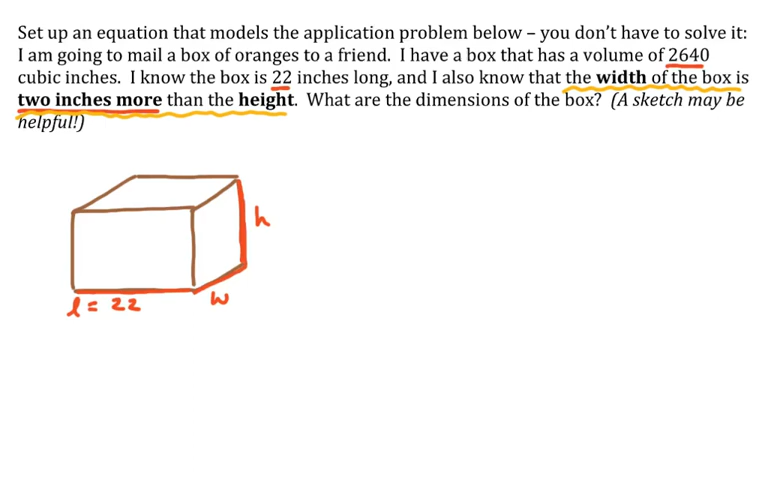 Set up an equation that models the application problem below – you don't have to solve it:
I am going to mail a box of oranges to a friend.  I have a box that has a volume of 2640
cubic inches.  I know the box is 22 inches long, and I also know that the width of the box is
two inches more than the height.  What are the dimensions of the box?  (A sketch may be
helpful!)
h
l = 22
w